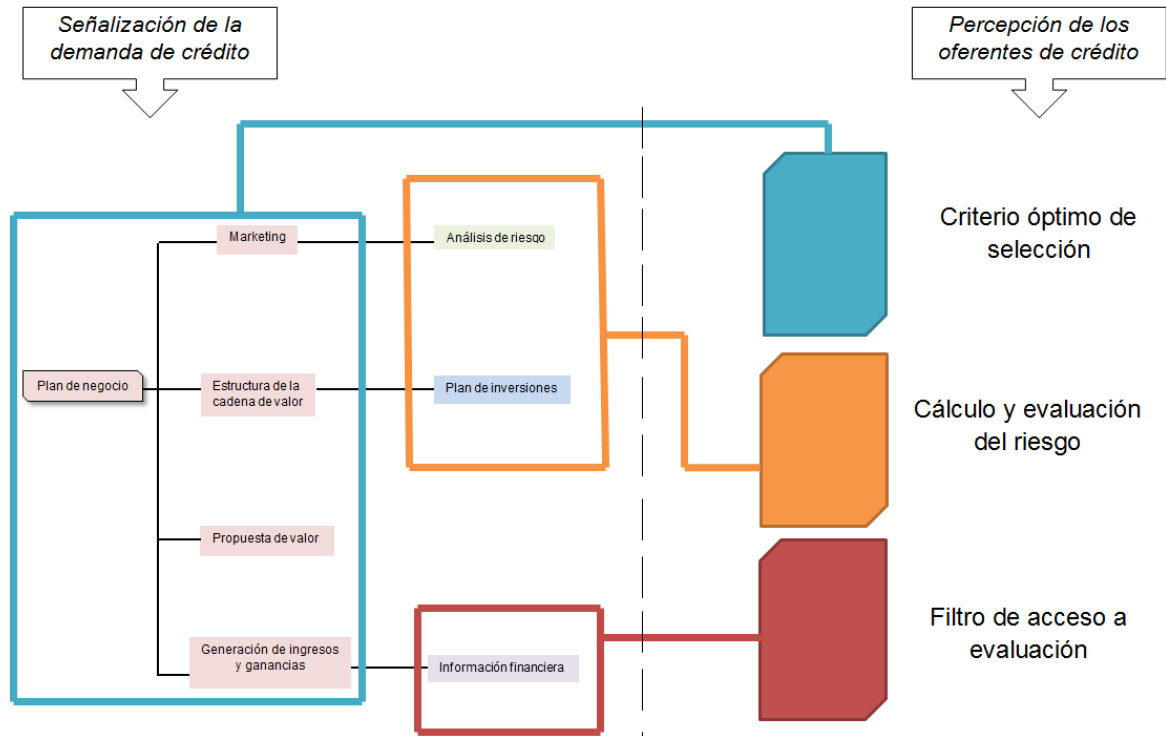 Señalización de la
demanda de crédito
Percepción de los
oferentes de crédito
Marketing
Análisis de riesgo
Criterio óptimo de
selección
Plan de negocio
Estructura de la
cadena de valor
Plan de inversiones
Cálculo y evaluación
del riesgo
Propuesta de valor
Generación de ingresos
y ganancias
Información financiera
Filtro de acceso a
evaluación